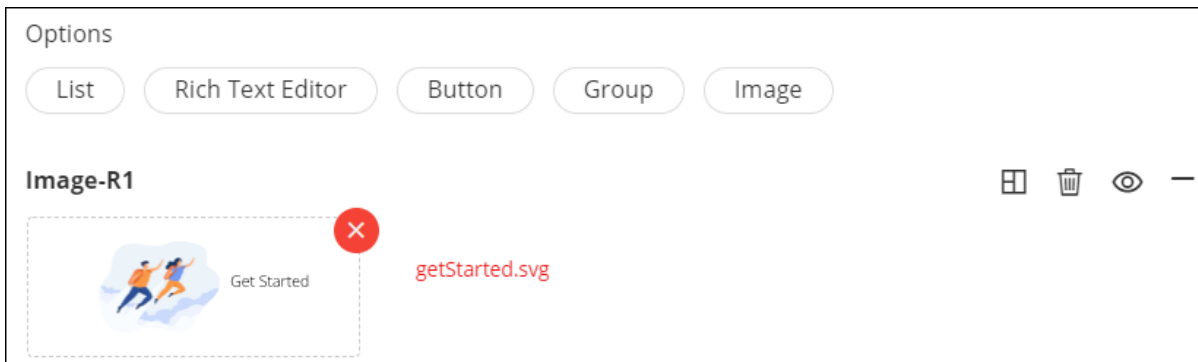 Options
List Rich Text Editor Button Group Image
Image-R1
Get Started
getStarted.svg